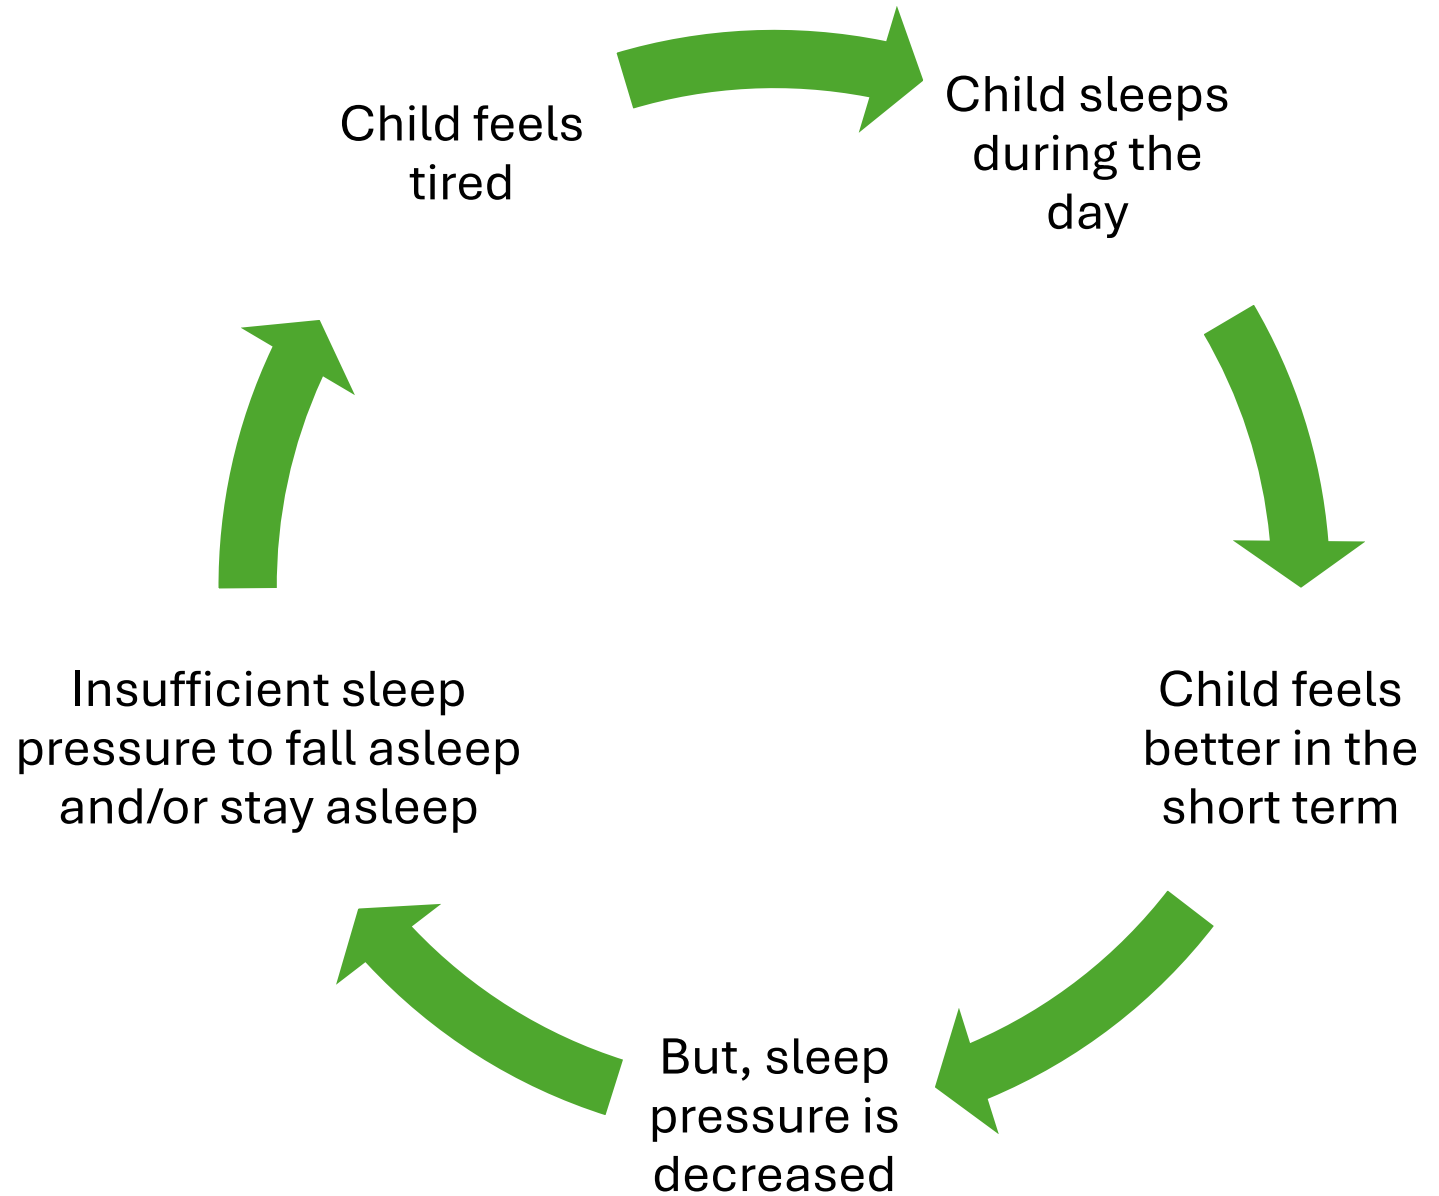 Child feels
tired
Child sleeps
during the
day
Child feels
better in the
short term
But, sleep
pressure is
decreased
Insufficient sleep
pressure to fall asleep
and/or stay asleep